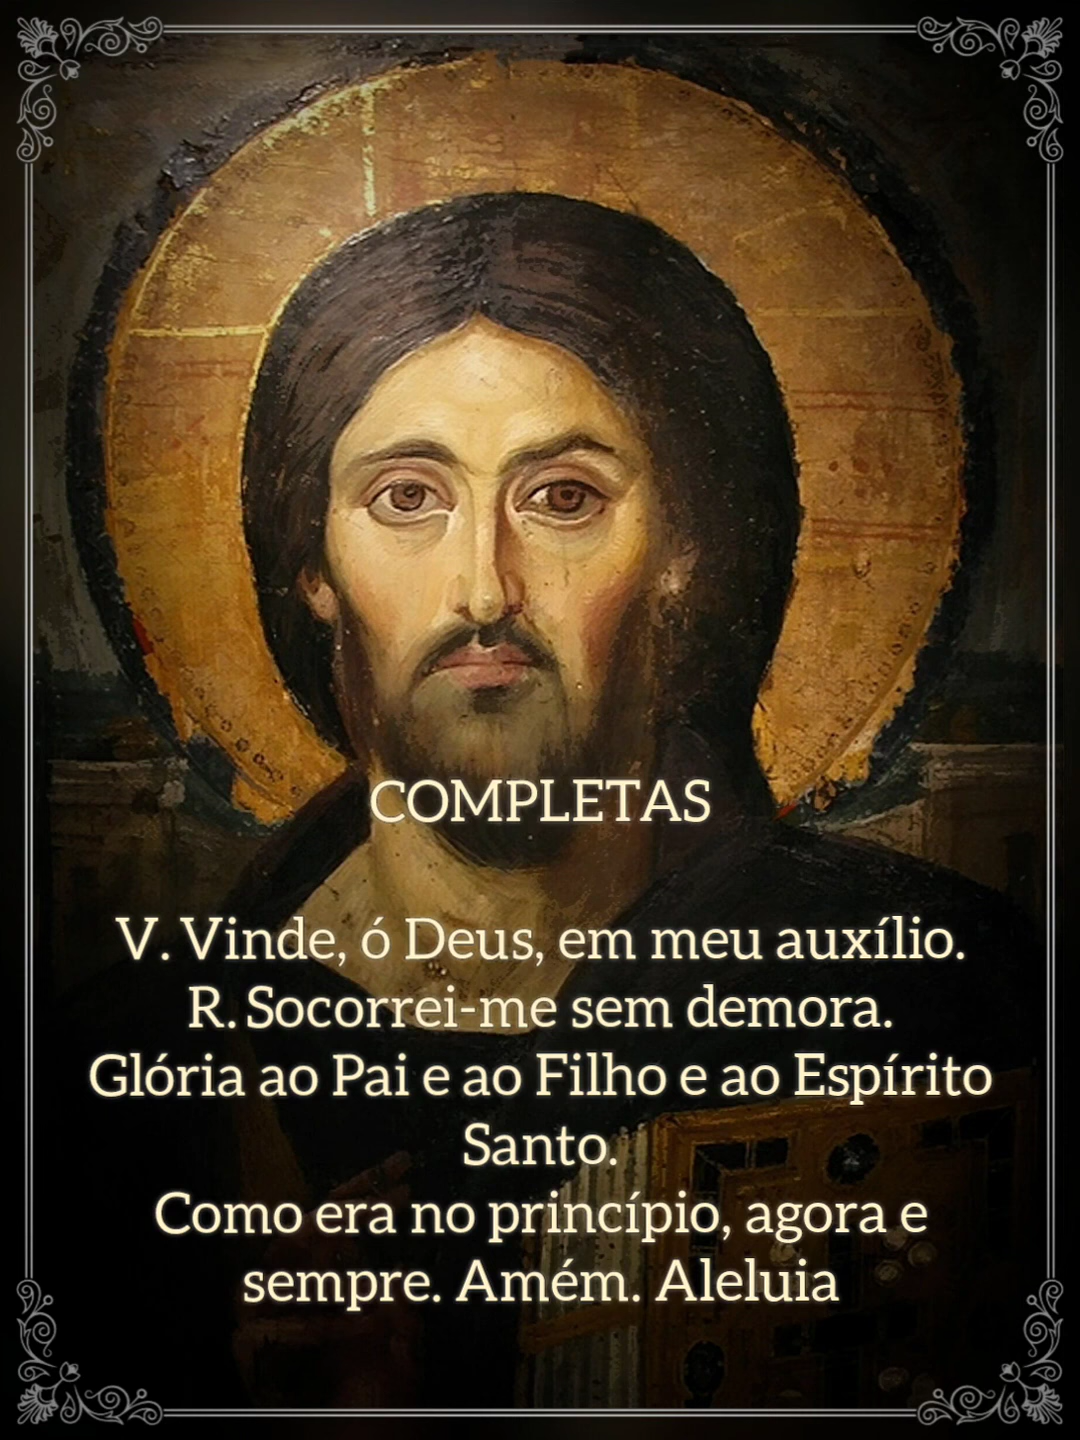 COMPLETAS
V. Vinde, ó Deus, em meu auxílio.
R. Socorrei-me sem demora.
Glória ao Pai e ao Filho e ao Espírito
Santo.
Como era no princípio, agora e
sempre. Amém. Aleluia